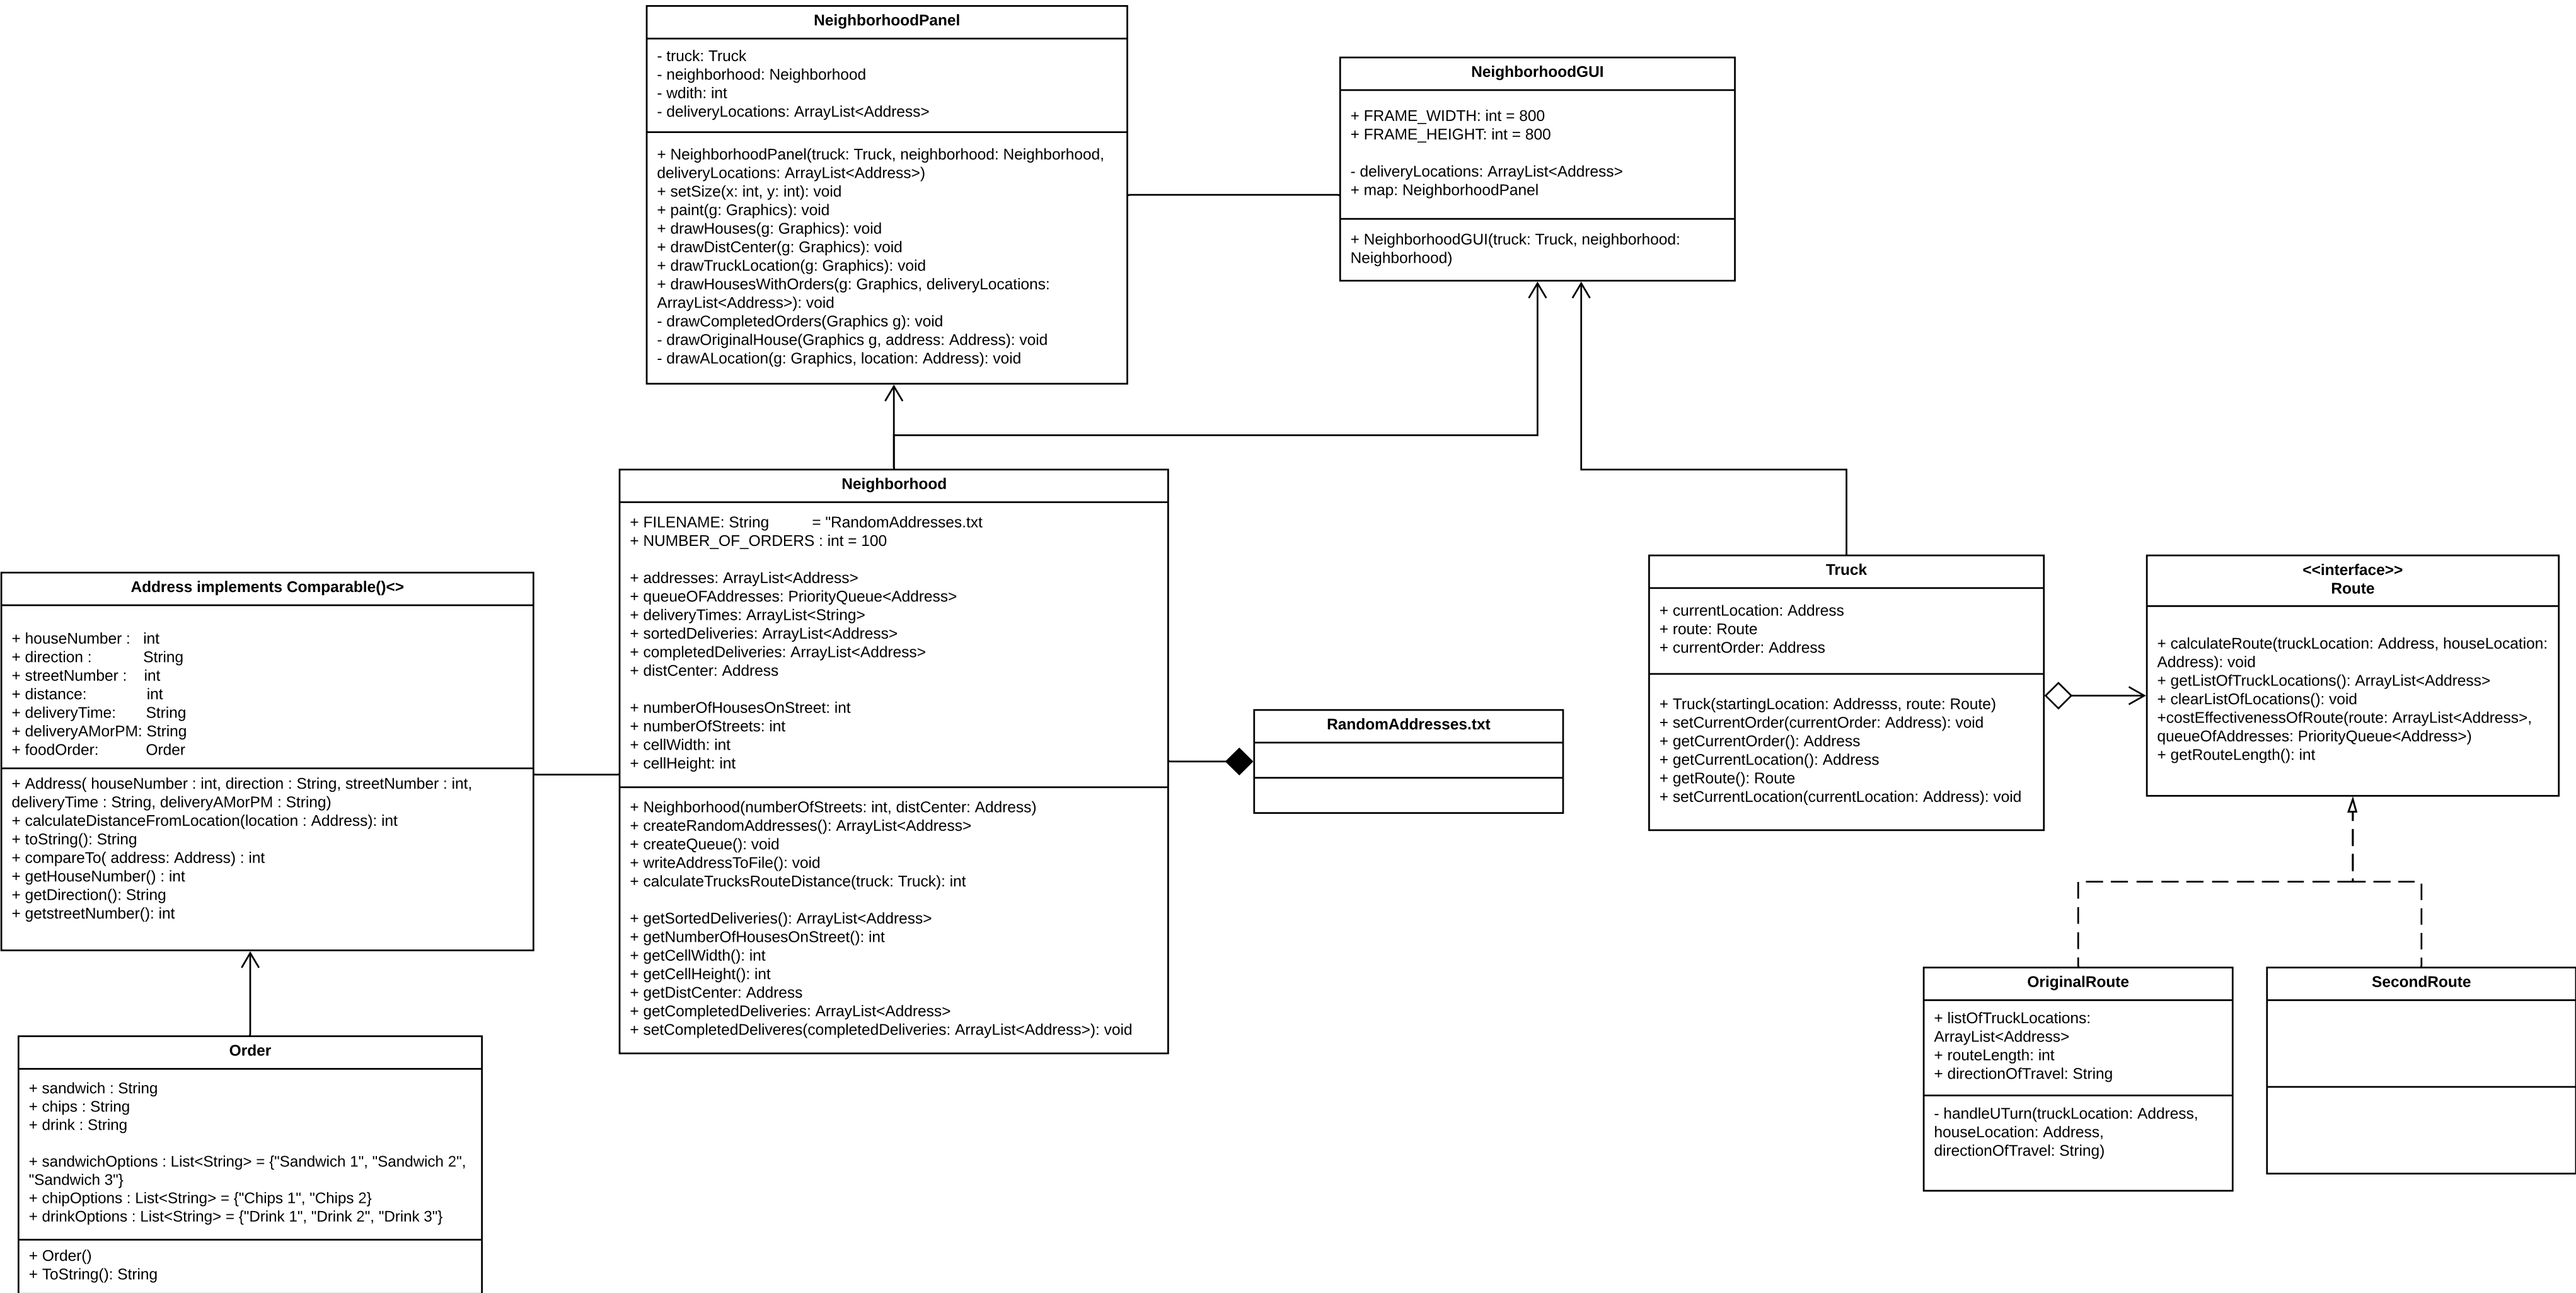 NeighborhoodPanel
- truck: Truck
- neighborhood: Neighborhood
- wdith: int
- deliveryLocations: ArrayList<Address>
+ NeighborhoodPanel(truck: Truck, neighborhood: Neighborhood,
deliveryLocations: ArrayList<Address>)
+ setSize(x: int, y: int): void
+ paint(g: Graphics): void
+ drawHouses(g: Graphics): void
+ drawDistCenter(g: Graphics): void
+ drawTruckLocation(g: Graphics): void
+ drawHousesWithOrders(g: Graphics, deliveryLocations:
ArrayList<Address>): void
- drawCompletedOrders(Graphics g): void
- drawOriginalHouse(Graphics g, address: Address): void
- drawALocation(g: Graphics, location: Address): void
NeighborhoodGUI
+ FRAME_WIDTH: int = 800
+ FRAME_HEIGHT: int = 800
- deliveryLocations: ArrayList<Address>
+ map: NeighborhoodPanel
+ NeighborhoodGUI(truck: Truck, neighborhood:
Neighborhood)
Address implements Comparable()<>
+ houseNumber : int
+ direction : String
+ streetNumber : int
+ distance: int
+ deliveryTime: String
+ deliveryAMorPM: String
+ foodOrder: Order
+ Address( houseNumber : int, direction : String, streetNumber : int,
deliveryTime : String, deliveryAMorPM : String)
+ calculateDistanceFromLocation(location : Address): int
+ toString(): String
+ compareTo( address: Address) : int
+ getHouseNumber() : int
+ getDirection(): String
+ getstreetNumber(): int
Neighborhood
+ FILENAME: String = "RandomAddresses.txt
+ NUMBER_OF_ORDERS : int = 100
+ addresses: ArrayList<Address>
+ queueOFAddresses: PriorityQueue<Address>
+ deliveryTimes: ArrayList<String>
+ sortedDeliveries: ArrayList<Address>
+ completedDeliveries: ArrayList<Address>
+ distCenter: Address
+ numberOfHousesOnStreet: int
+ numberOfStreets: int
+ cellWidth: int
+ cellHeight: int
+ Neighborhood(numberOfStreets: int, distCenter: Address)
+ createRandomAddresses(): ArrayList<Address>
+ createQueue(): void
+ writeAddressToFile(): void
+ calculateTrucksRouteDistance(truck: Truck): int
+ getSortedDeliveries(): ArrayList<Address>
+ getNumberOfHousesOnStreet(): int
+ getCellWidth(): int
+ getCellHeight(): int
+ getDistCenter: Address
+ getCompletedDeliveries: ArrayList<Address>
+ setCompletedDeliveres(completedDeliveries: ArrayList<Address>): void
RandomAddresses.txt
Truck
+ currentLocation: Address
+ route: Route
+ currentOrder: Address
+ Truck(startingLocation: Addresss, route: Route)
+ setCurrentOrder(currentOrder: Address): void
+ getCurrentOrder(): Address
+ getCurrentLocation(): Address
+ getRoute(): Route
+ setCurrentLocation(currentLocation: Address): void
<<interface>>
Route
+ calculateRoute(truckLocation: Address, houseLocation:
Address): void
+ getListOfTruckLocations(): ArrayList<Address>
+ clearListOfLocations(): void
+costEffectivenessOfRoute(route: ArrayList<Address>,
queueOfAddresses: PriorityQueue<Address>)
+ getRouteLength(): int
Order
+ sandwich : String
+ chips : String
+ drink : String
+ sandwichOptions : List<String> = {"Sandwich 1", "Sandwich 2",
"Sandwich 3"}
+ chipOptions : List<String> = {"Chips 1", "Chips 2}
+ drinkOptions : List<String> = {"Drink 1", "Drink 2", "Drink 3"}
+ Order()
+ ToString(): String
OriginalRoute
+ listOfTruckLocations:
ArrayList<Address>
+ routeLength: int
+ directionOfTravel: String
- handleUTurn(truckLocation: Address,
houseLocation: Address,
directionOfTravel: String)
SecondRoute